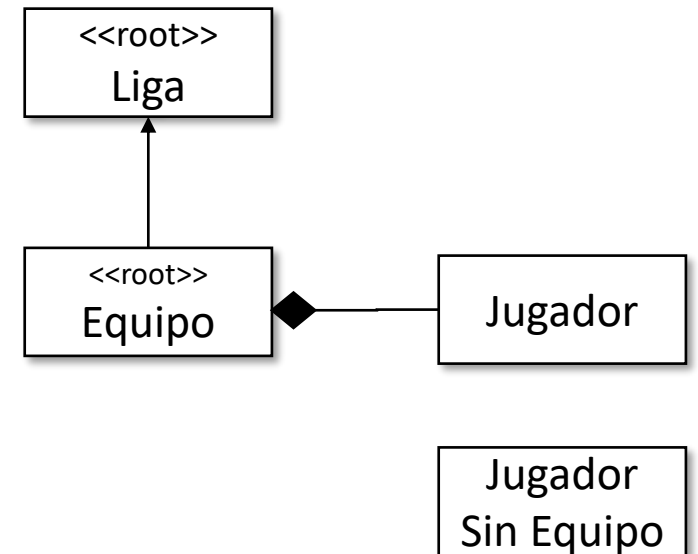 <<root>>
Liga
<<root>>
Equipo
Jugador
Jugador
Sin Equipo